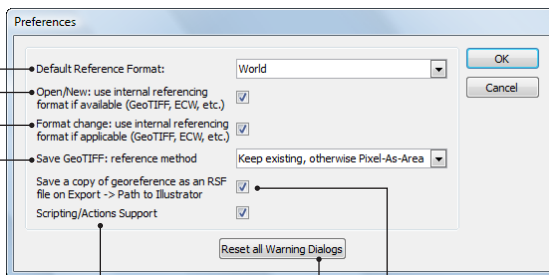 Preferences
Default Reference Format:
World
OK
Open/New: use internal referencing
format if available (GeoTIFF, ECW, etc.)
Cancel
Format change: use internal referencing
format if applicable (GeoTIFF, ECW, etc.)
Save GeoTIFF: reference method
Keep existing, otherwise Pixel-As-Area
Save a copy of georeference as an RSF
file on Export -> Path to Illustrator
Scripting/Actions Support
Reset all Warning Dialogs